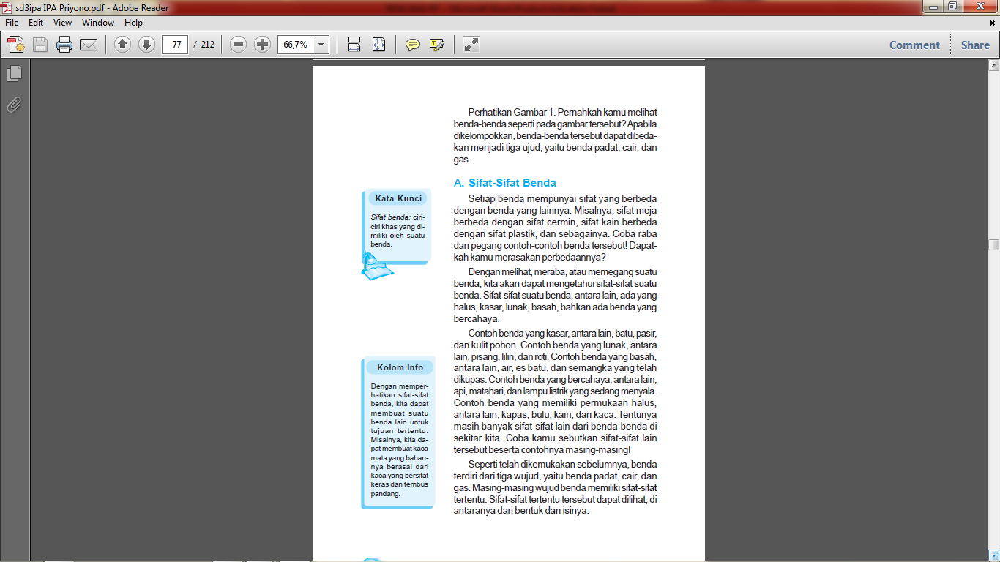 sd3ipa IPA Priyono.pdf - Adobe Reader
File Edit View Window Help
77 / 212 66,7% Comment Share
Perhatikan Gambar 1. Pernahkah kamu melihat
benda-benda seperti pada gambar tersebut? Apabila
dikelompokkan, benda-benda tersebut dapat dibeda-
kan menjadi tiga ujud, yaitu benda padat, cair, dan
gas.
A. Sifat-Sifat Benda
Setiap benda mempunyai sifat yang berbeda
dengan benda yang lainnya. Misalnya, sifat meja
berbeda dengan sifat cermin, sifat kain berbeda
dengan sifat plastik, dan sebagainya. Coba raba
dan pegang contoh-contoh benda tersebut! Dapat-
kah kamu merasakan perbedaannya?
Kata Kunci
Sifat benda: ciri-
ciri khas yang di-
miliki oleh suatu
benda.
Dengan melihat, meraba, atau memegang suatu
benda, kita akan dapat mengetahui sifat-sifat suatu
benda. Sifat-sifat suatu benda, antara lain, ada yang
halus, kasar, lunak, basah, bahkan ada benda yang
bercahaya.
Contoh benda yang kasar, antara lain, batu, pasir,
dan kulit pohon. Contoh benda yang lunak, antara
lain, pisang, lilin, dan roti. Contoh benda yang basah,
antara lain, air, es batu, dan semangka yang telah
dikupas. Contoh benda yang bercahaya, antara lain,
api, matahari, dan lampu listrik yang sedang menyala.
Contoh benda yang memiliki permukaan halus,
antara lain, kapas, bulu, kain, dan kaca. Tentunya
masih banyak sifat-sifat lain dari benda-benda di
sekitar kita. Coba kamu sebutkan sifat-sifat lain
tersebut beserta contohnya masing-masing!
Kolom Info
Dengan memper-
hatikan sifat-sifat
benda, kita dapat
membuat suatu
benda lain untuk
tujuan tertentu.
Misalnya, kita da-
pat membuat kaca
mata yang bahan-
nya berasal dari
kaca yang bersifat
keras dan tembus
pandang.
Seperti telah dikemukakan sebelumnya, benda
terdiri dari tiga wujud, yaitu benda padat, cair, dan
gas. Masing-masing wujud benda memiliki sifat-sifat
tertentu. Sifat-sifat tertentu tersebut dapat dilihat, di
antaranya dari bentuk dan isinya.